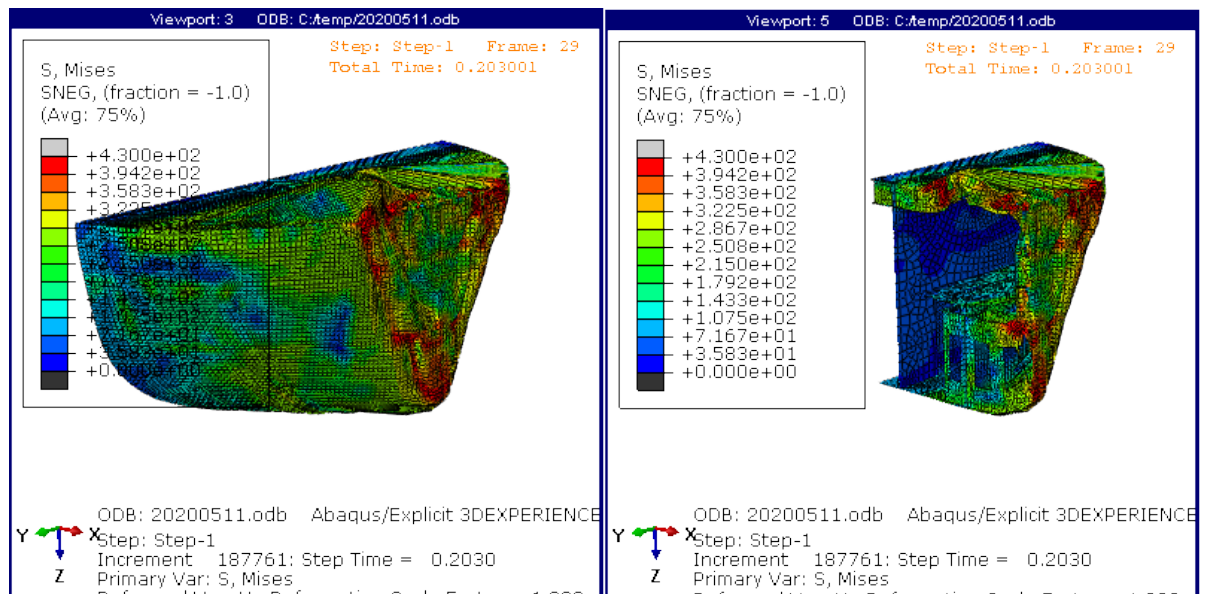 Viewport: 3 ODB: C:/temp/20200511.odb
Step: Step-1 Frame: 29
Total Time: 0.203001
S, Mises
SNEG, (fraction = -1.0)
(Avg: 75%)
+4.300e+02
+3.942e+02
+3.583e+02
ODB: 20200511.odb Abaqus/Explicit 3DEXPERIENCE
Y X
Step: Step-1
Increment 187761: Step Time = 0.2030
Z
Primary Var: S, Mises
Viewport: 5 ODB: C:/temp/20200511.odb
Step: Step-1 Frame: 29
Total Time: 0.203001
S, Mises
SNEG, (fraction = -1.0)
(Avg: 75%)
+4.300e+02
+3.942e+02
+3.583e+02
+3.225e+02
+2.867e+02
+2.508e+02
+2.150e+02
+1.792e+02
+1.433e+02
+1.075e+02
+7.167e+01
+3.583e+01
+0.000e+00
ODB: 20200511.odb Abaqus/Explicit 3DEXPERIENCE
Y X
Step: Step-1
Increment 187761: Step Time = 0.2030
Z
Primary Var: S, Mises